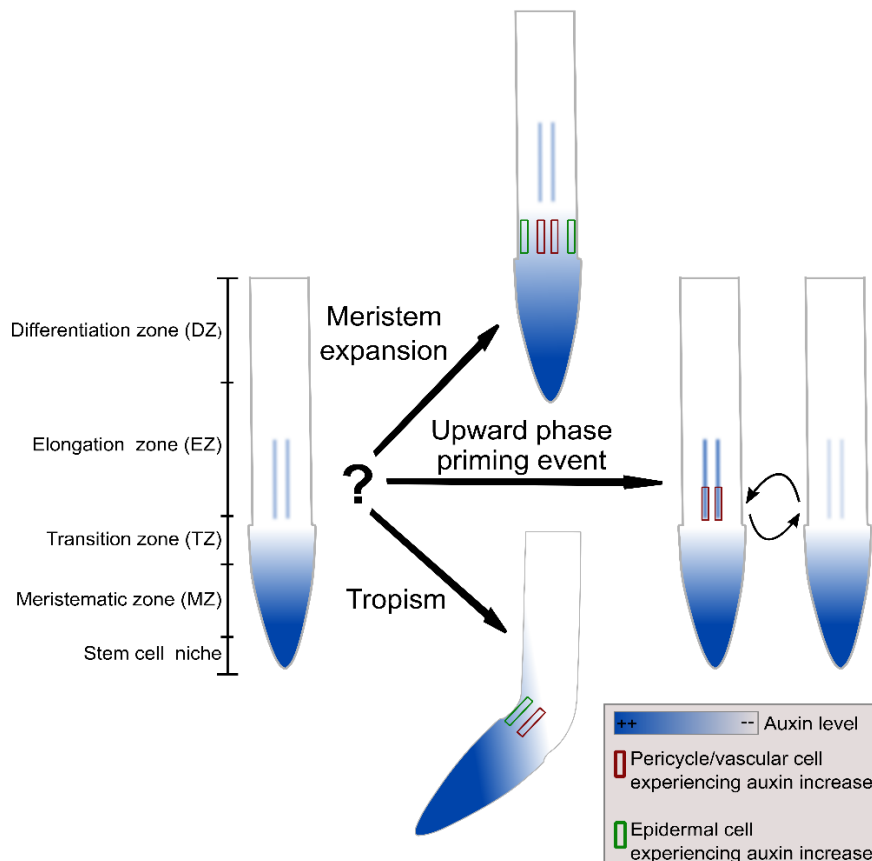 Differentiation zone (DZ)
Elongation zone (EZ)
Transition zone (TZ)
Meristematic zone (MZ)
Stem cell niche
Meristem
expansion
?
Upward phase
priming event
Tropism
++ -- Auxin level
Pericycle/vascular cell
experiencing auxin increase
Epidermal cell
experiencing auxin increase